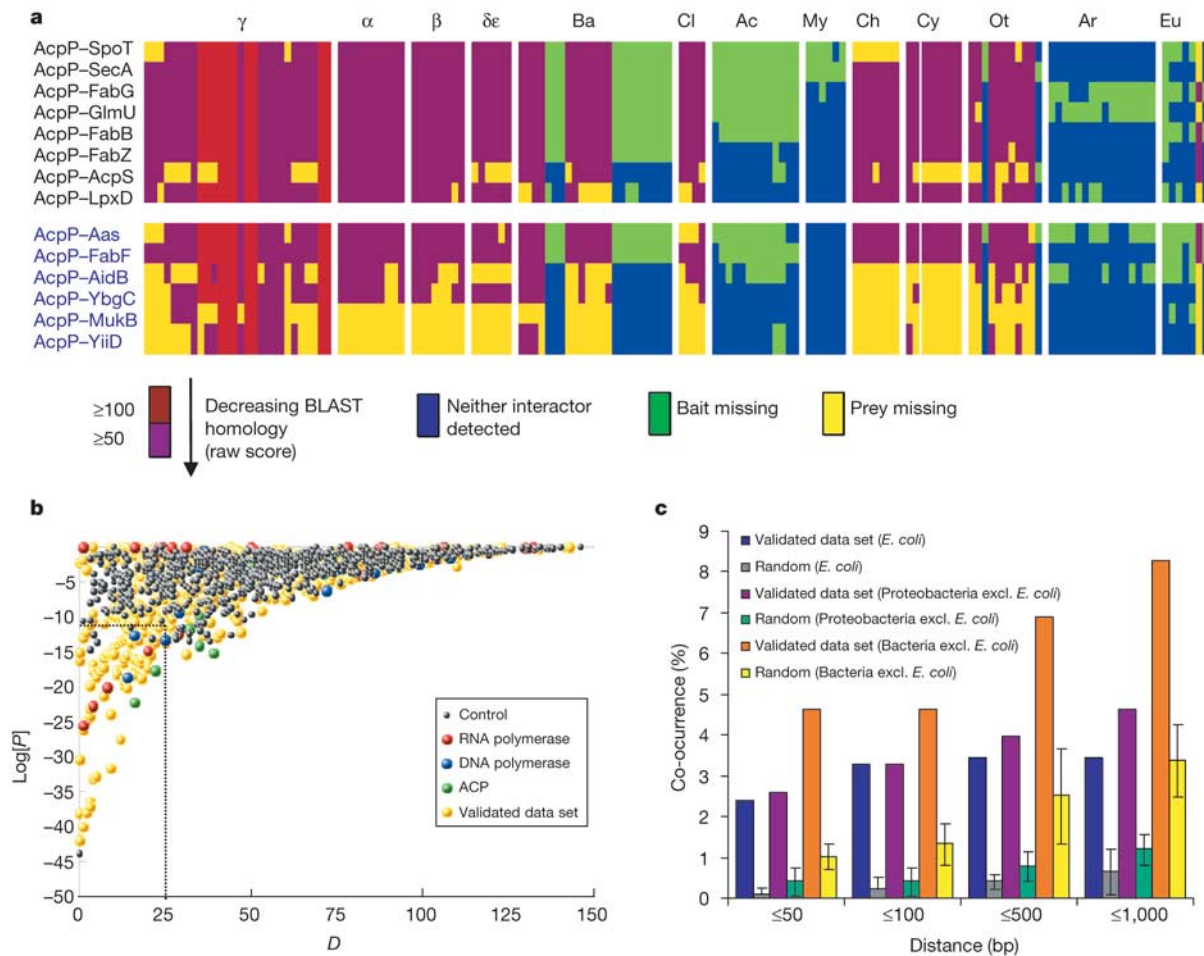 a
γ α β δε Ba Cl Ac My Ch Cy Ot Ar Eu
AcpP–SpoT
AcpP–SecA
AcpP–FabG
AcpP–GlmU
AcpP–FabB
AcpP–FabZ
AcpP–AcpS
AcpP–LpxD
AcpP–Aas
AcpP–FabF
AcpP–AidB
AcpP–YbgC
AcpP–MukB
AcpP–YiiD
≥100
≥50
Decreasing BLAST
homology
(raw score)
Neither interactor
detected
Bait missing
Prey missing
b
Log[P]
−5
−10
−15
−20
−25
−30
−35
−40
−45
−50
0 25 50 75 100 125 150
D
Control
RNA polymerase
DNA polymerase
ACP
Validated data set
c
Co-ocurrence (%)
9
8
7
6
5
4
3
2
1
0
Validated data set (E. coli)
Random (E. coli)
Validated data set (Proteobacteria excl. E. coli)
Random (Proteobacteria excl. E. coli)
Validated data set (Bacteria excl. E. coli)
Random (Bacteria excl. E. coli)
≤50 ≤100 ≤500 ≤1,000
Distance (bp)